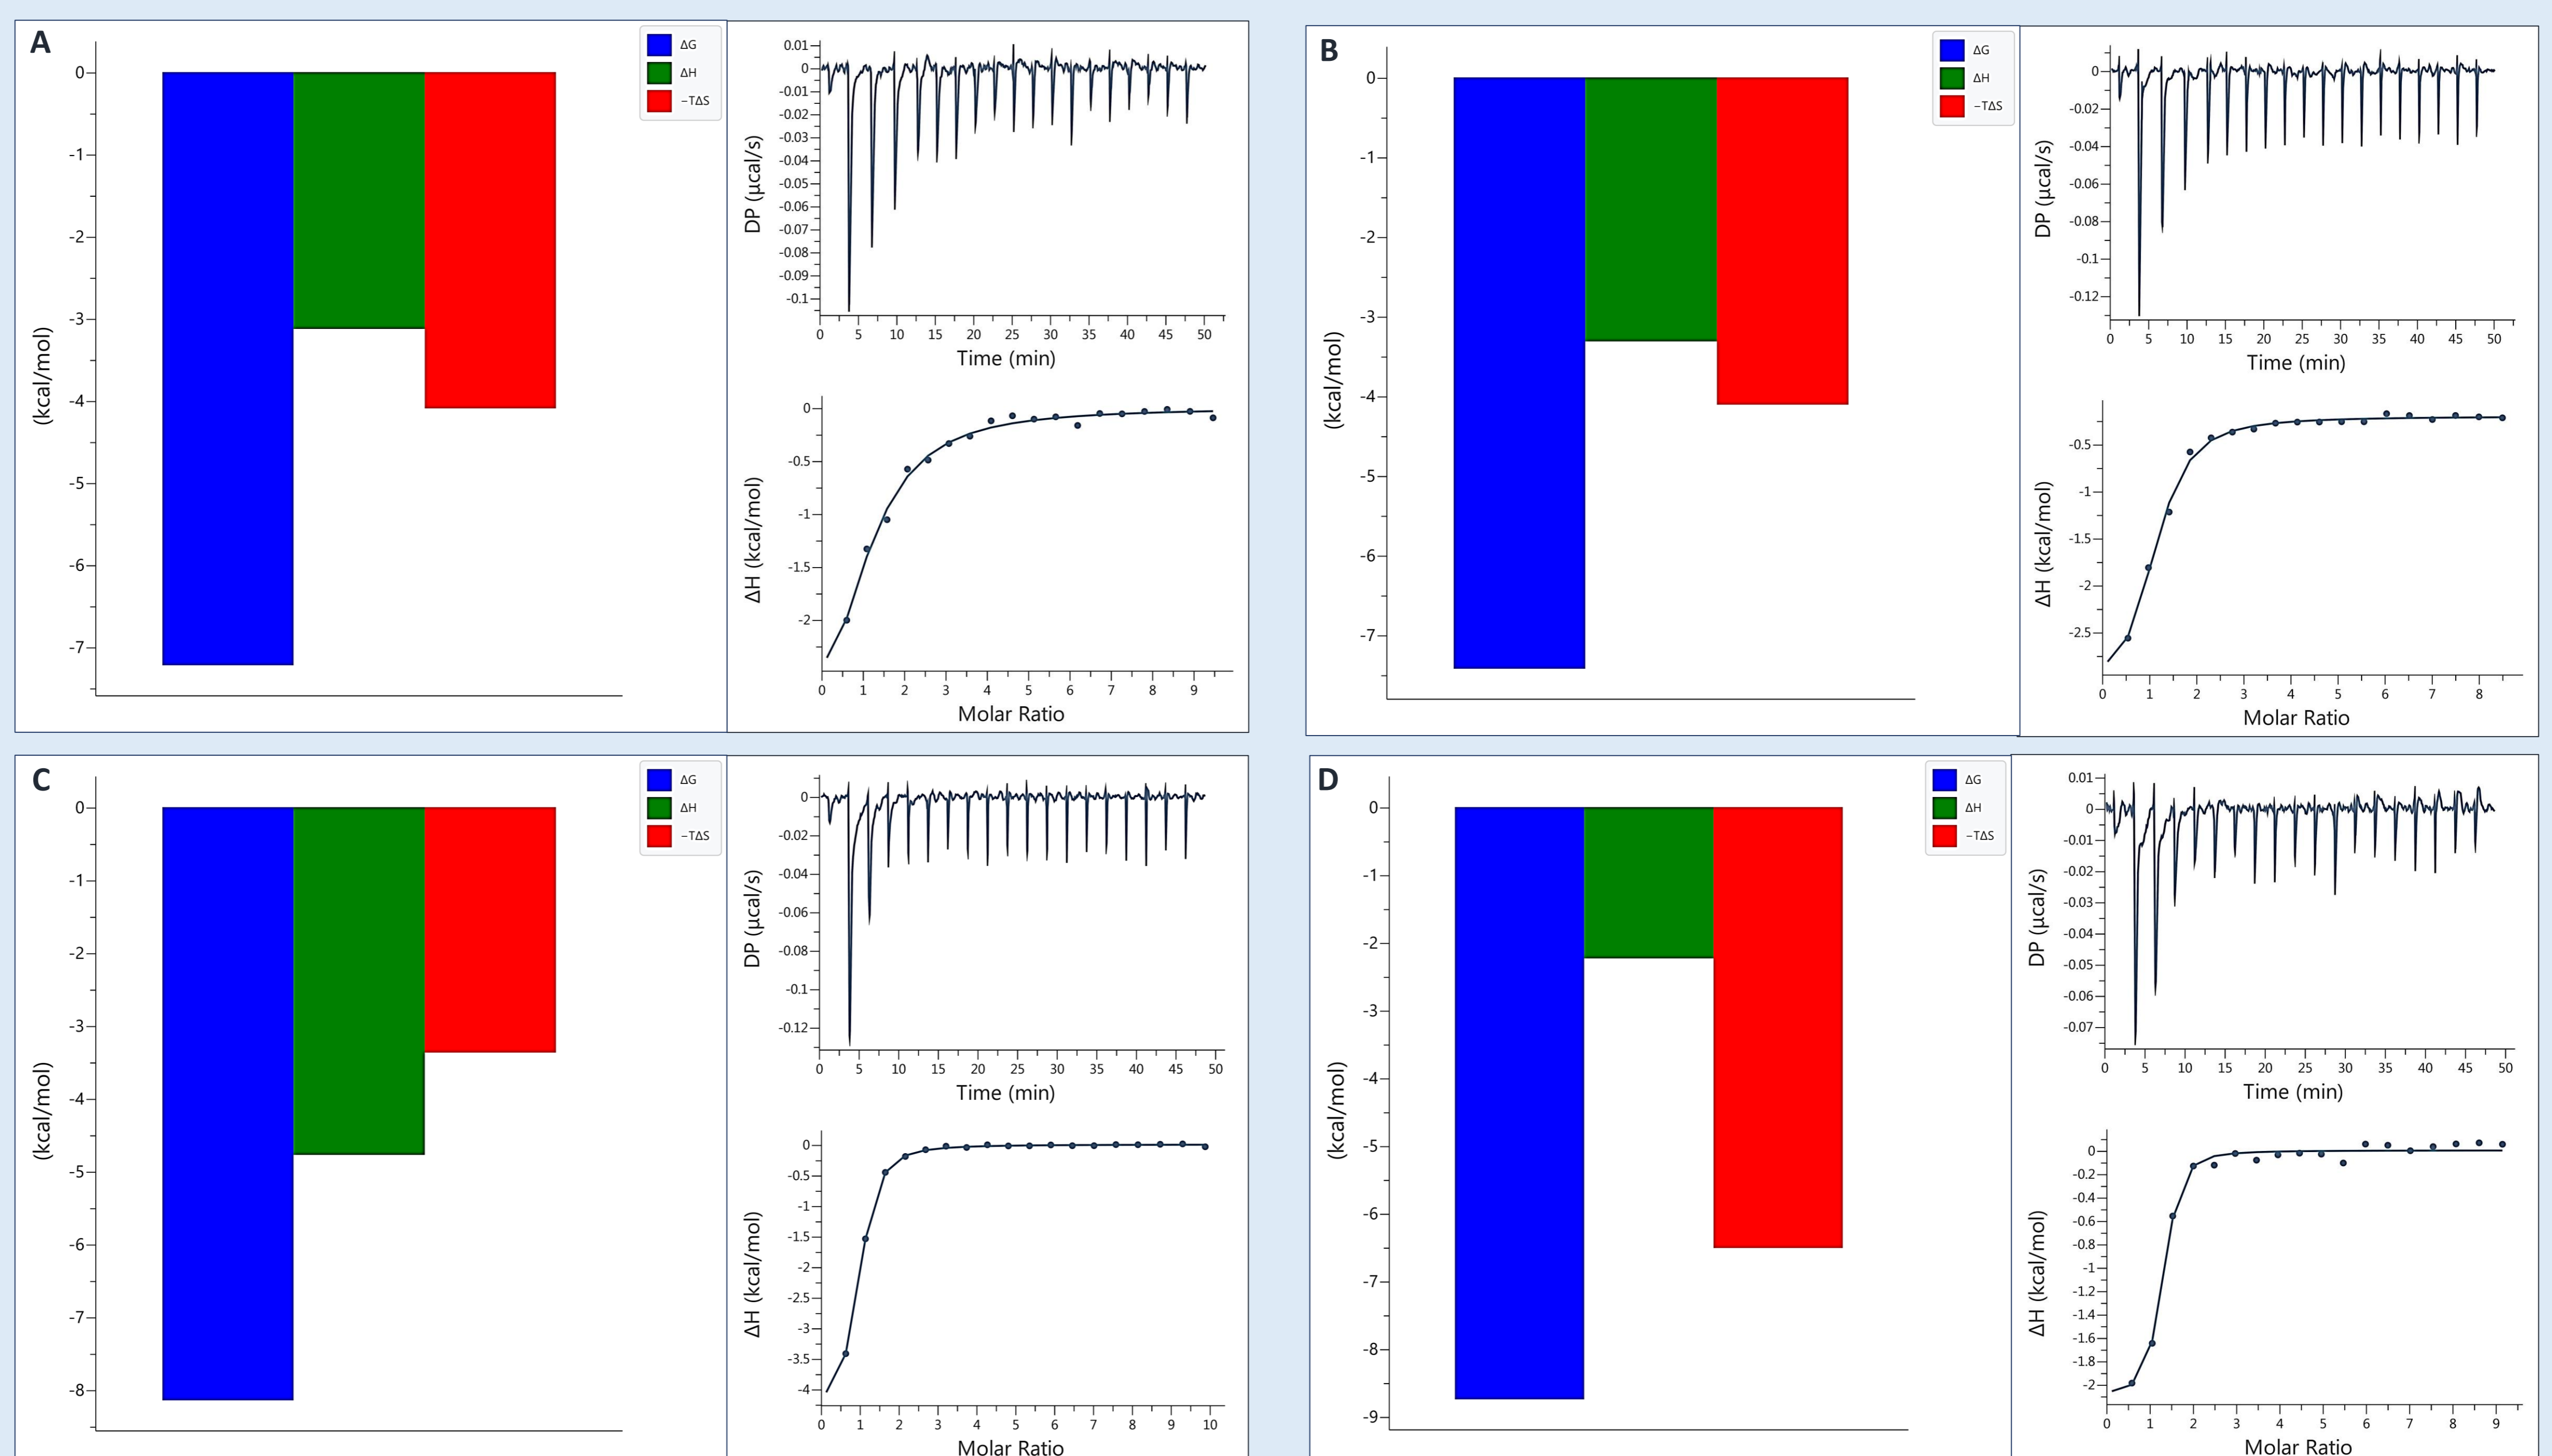 A
ΔG
ΔH
−TΔS
0
-1
-2
-3
-4
-5
-6
-7
(kcal/mol)
0.01
0
-0.01
-0.02
-0.03
-0.04
-0.05
-0.06
-0.07
-0.08
-0.09
-0.1
DP (µcal/s)
0 5 10 15 20 25 30 35 40 45 50
Time (min)
0
-0.5
-1
-1.5
-2
ΔH (kcal/mol)
0 1 2 3 4 5 6 7 8 9
Molar Ratio
B
ΔG
ΔH
−TΔS
0
-1
-2
-3
-4
-5
-6
-7
(kcal/mol)
0
-0.02
-0.04
-0.06
-0.08
-0.1
-0.12
DP (µcal/s)
0 5 10 15 20 25 30 35 40 45 50
Time (min)
-0.5
-1
-1.5
-2
-2.5
ΔH (kcal/mol)
0 1 2 3 4 5 6 7 8
Molar Ratio
C
ΔG
ΔH
−TΔS
0
-1
-2
-3
-4
-5
-6
-7
-8
(kcal/mol)
0
-0.02
-0.04
-0.06
-0.08
-0.1
-0.12
DP (µcal/s)
0 5 10 15 20 25 30 35 40 45 50
Time (min)
0
-0.5
-1
-1.5
-2
-2.5
-3
-3.5
-4
ΔH (kcal/mol)
0 1 2 3 4 5 6 7 8 9 10
Molar Ratio
D
ΔG
ΔH
−TΔS
0
-1
-2
-3
-4
-5
-6
-7
-8
-9
(kcal/mol)
0.01
0
-0.01
-0.02
-0.03
-0.04
-0.05
-0.06
-0.07
DP (µcal/s)
0 5 10 15 20 25 30 35 40 45 50
Time (min)
0
-0.2
-0.4
-0.6
-0.8
-1
-1.2
-1.4
-1.6
-1.8
-2
ΔH (kcal/mol)
0 1 2 3 4 5 6 7 8 9
Molar Ratio